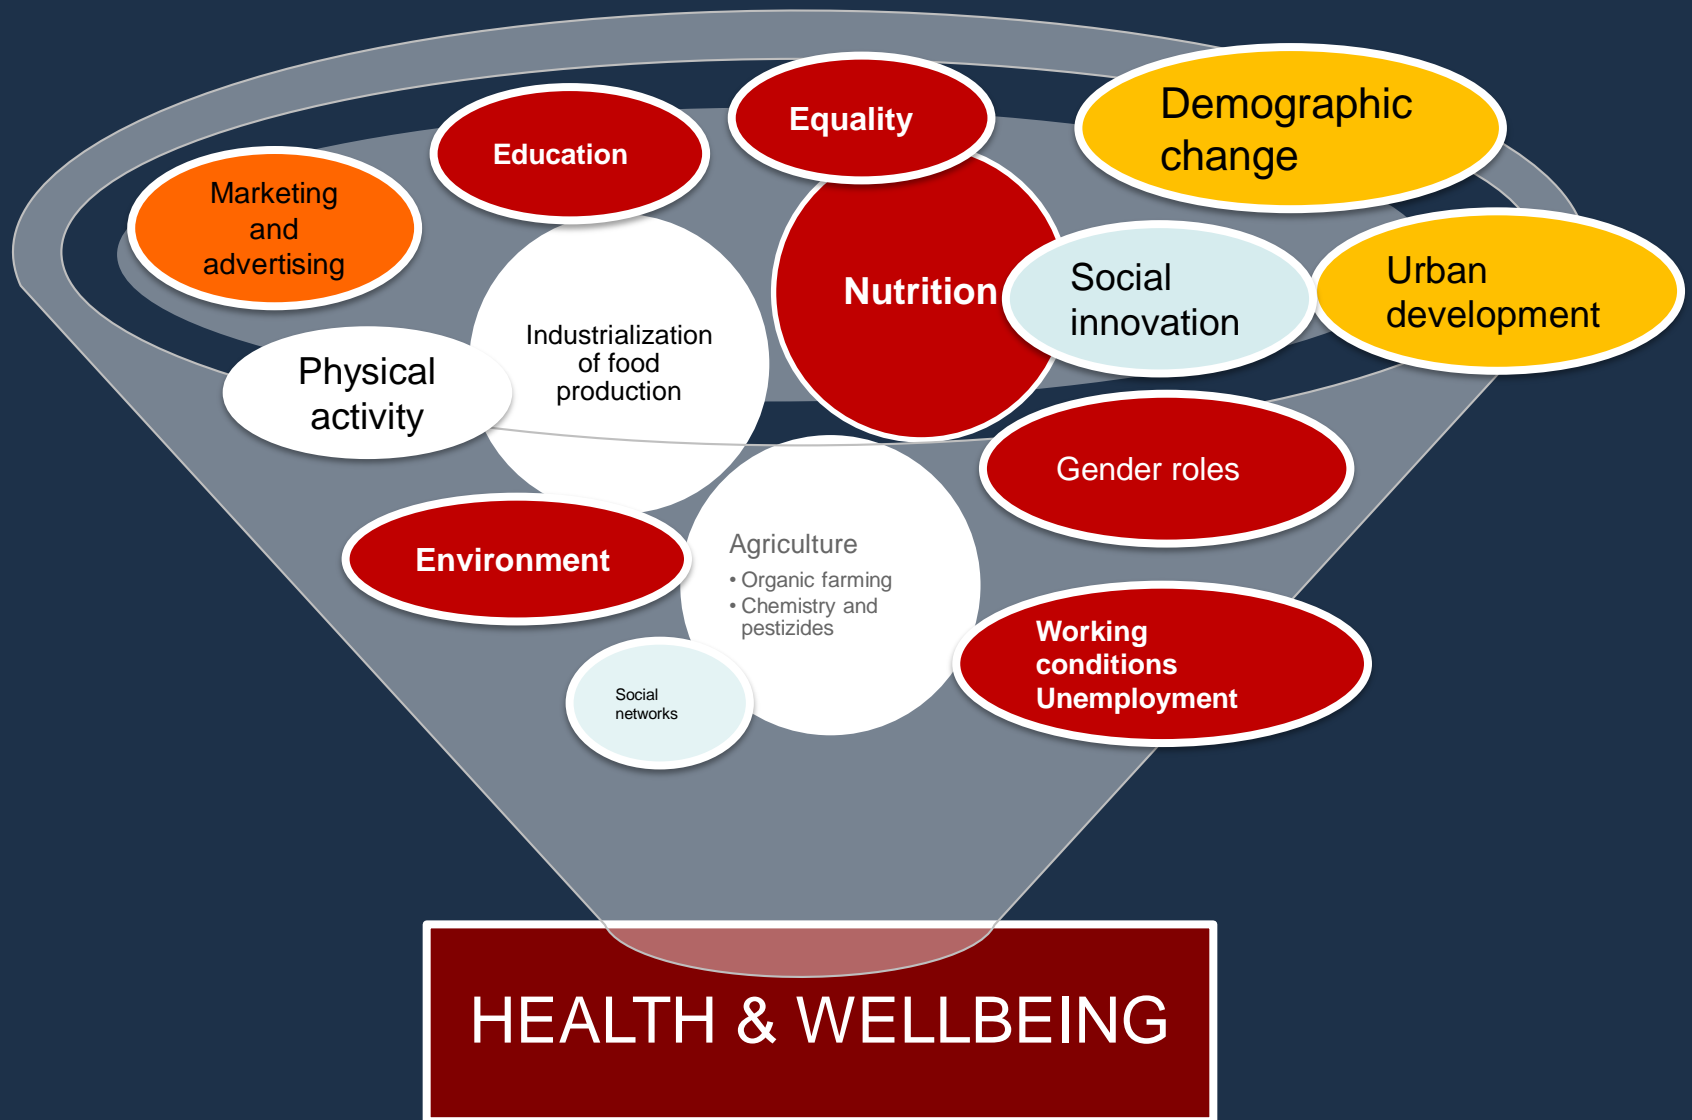 Equality
Demographic
change
Education
Marketing
and
advertising
Nutrition
Social
innovation
Urban
development
Industrialization
of food
production
Physical
activity
Gender roles
Environment
Agriculture
• Organic farming
• Chemistry and
pestizides
Working
conditions
Unemployment
Social
networks
HEALTH & WELLBEING